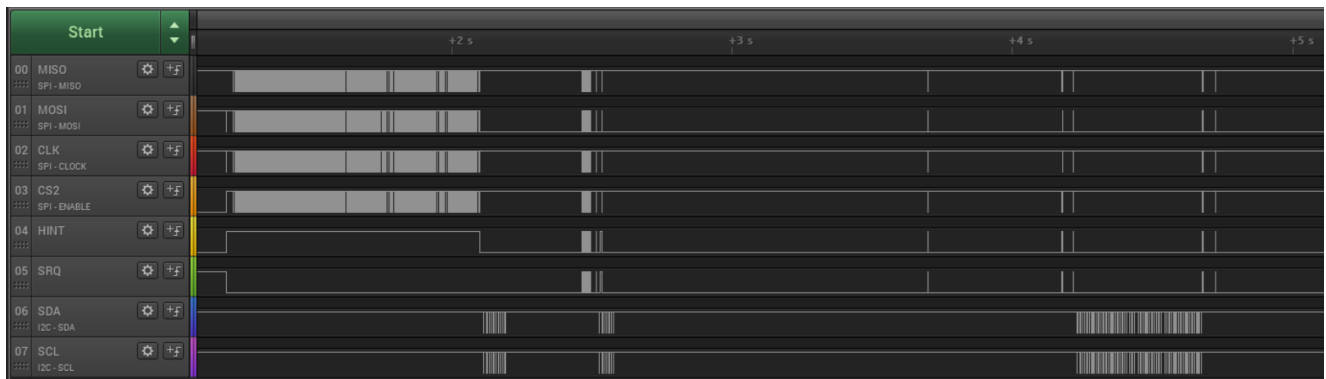 Start
+2 s
+3 s
+4 s
+5 s
00 MISO
SPI - MISO
01 MOSI
SPI - MOSI
02 CLK
SPI - CLOCK
03 CS2
SPI - ENABLE
04 HINT
05 SRQ
06 SDA
I2C - SDA
07 SCL
I2C - SCL